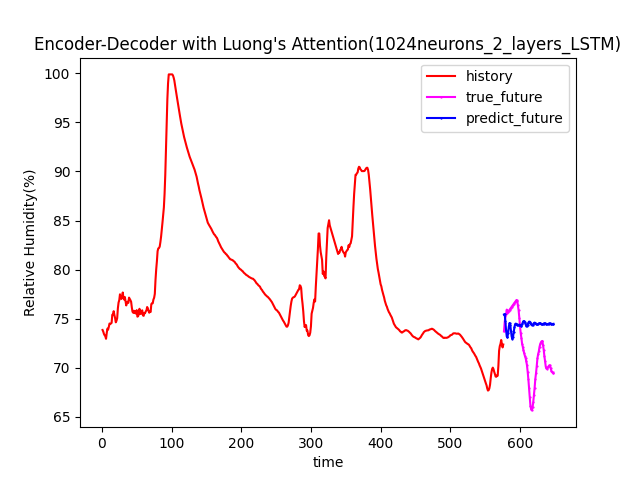 Encoder-Decoder with Luong's Attention(1024neurons_2_layers_LSTM)
history
true_future
predict_future
Relative Humidity(%)
100
95
90
85
80
75
70
65
0 100 200 300 400 500 600
time